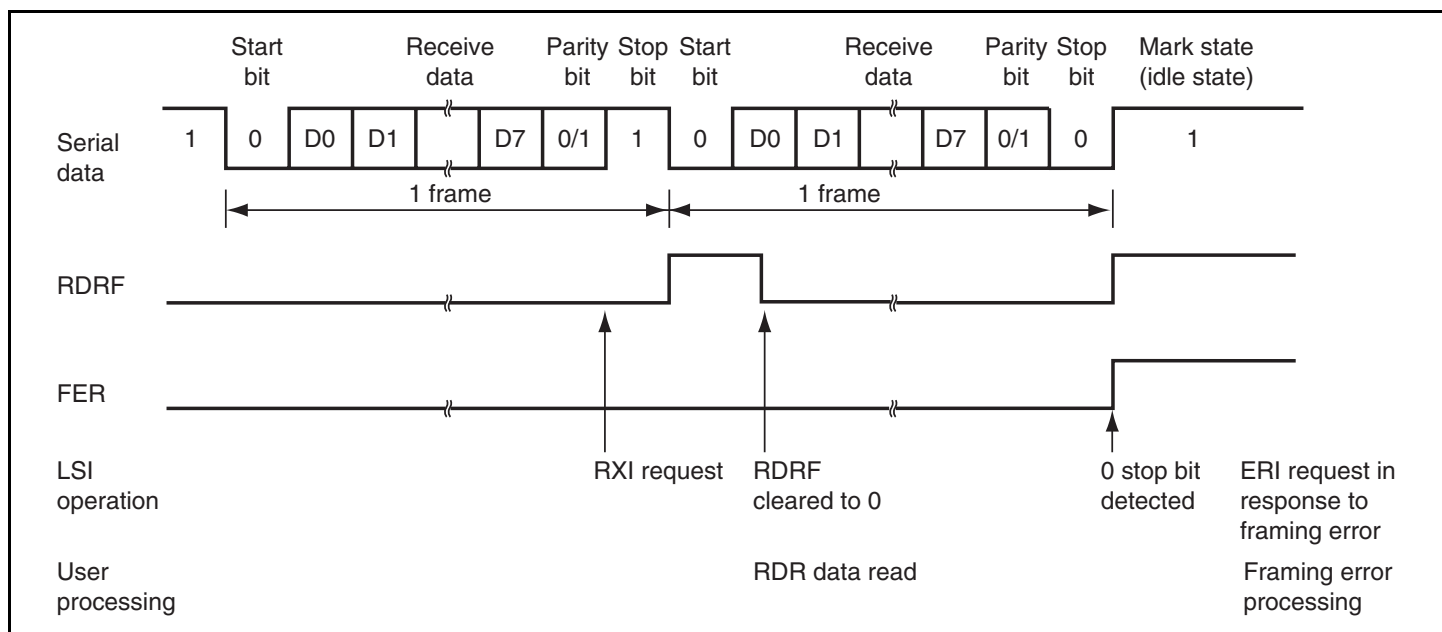 Start Receive Parity Stop Start Receive Parity Stop Mark state
bit data bit bit bit data bit bit (idle state)
Serial
data
1 0 D0 D1 D7 0/1 1 0 D0 D1 D7 0/1 0 1
1 frame 1 frame
RDRF
FER
LSI RXI request RDRF 0 stop bit ERI request in
operation cleared to 0 detected response to
framing error
User RDR data read Framing error
processing processing